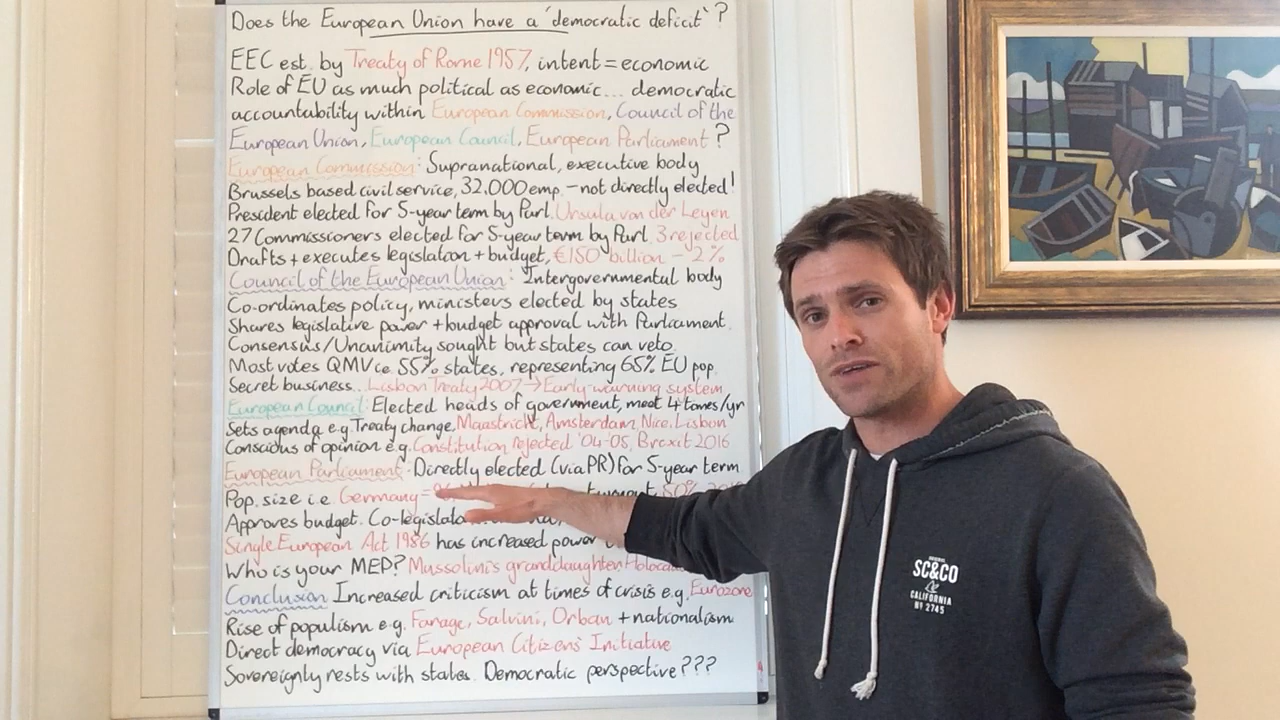 Does the European Union have a 'democratic deficit'?
EEC est. by Treaty of Rome 1957, intent = economic
Role of EU as much political as economic... democratic
accountability within European Commission, Council of the
European Union, European Council, European Parliament?
European Commission: Supranational, executive body
Brussels based civil service, 32,000 emp. - not directly elected!
President elected for 5-year term by Parl. Ursula van der Leyen
27 Commissioners elected for 5-year term by Parl. 3 rejected
Drafts + executes legislation + budget, €150 billion - 2%
Council of the European Union: Intergovernmental body
Co-ordinates policy, ministers elected by states
Shares legislative power + budget approval with Parliament.
Consensus/Unanimity sought but states can veto
Most votes QMV ie. 55% states, representing 65% EU pop.
Secret business... Lisbon Treaty 2007 → Early-warning system
European Council: Elected heads of government, meet 4 times/yr
Sets agenda e.g. Treaty change, Maastricht, Amsterdam, Nice, Lisbon
Conscious of opinion e.g. Constitution rejected '04-05, Brexit 2016
European Parliament: Directly elected (via PR) for 5-year term
Pop. size i.e Germany = 50%
Approves budget. Co-legislato
Single European Act 1986 has increased power
Who is your MEP? Mussolini's granddaughter,
Conclusion Increased criticism at times of crisis e.g. Eurozone
Rise of populism e.g. Farage, Salvini, Orban + nationalism
Direct democracy via European Citizens' Initiative
Sovereignty rests with states. Democratic perspective???
SC&CO
CALIFORNIA
Nº 2745